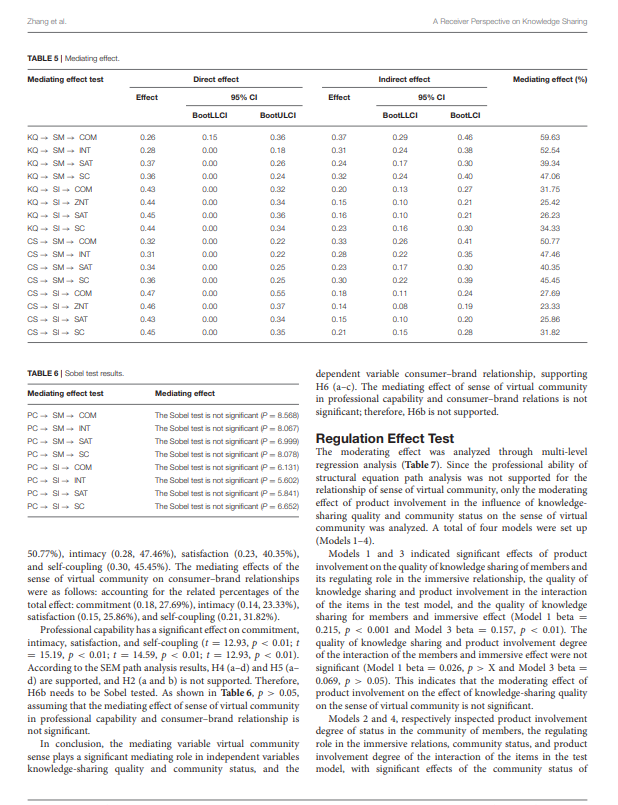 Zhang et al.
A Receiver Perspective on Knowledge Sharing
TABLE 5 | Mediating effect.
Mediating effect test Direct effect Indirect effect Mediating effect (%)
Effect 95% CI Effect 95% CI
BootLLCI BootULCI BootLLCI BootLCI
KQ → SM → COM 0.26 0.15 0.36 0.37 0.29 0.46 59.63
KQ → SM → INT 0.28 0.00 0.18 0.31 0.24 0.38 52.54
KQ → SM → SAT 0.37 0.00 0.26 0.24 0.17 0.30 39.34
KQ → SM → SC 0.36 0.00 0.24 0.32 0.24 0.40 47.06
KQ → SI → COM 0.43 0.00 0.32 0.20 0.13 0.27 31.75
KQ → SI → ZNT 0.44 0.00 0.34 0.15 0.10 0.21 25.42
KQ → SI → SAT 0.45 0.00 0.36 0.16 0.10 0.21 26.23
KQ → SI → SC 0.44 0.00 0.34 0.23 0.16 0.30 34.33
CS → SM → COM 0.32 0.00 0.22 0.33 0.26 0.41 50.77
CS → SM → INT 0.31 0.00 0.22 0.28 0.22 0.35 47.46
CS → SM → SAT 0.34 0.00 0.25 0.23 0.17 0.30 40.35
CS → SM → SC 0.36 0.00 0.25 0.30 0.22 0.39 45.45
CS → SI → COM 0.47 0.00 0.55 0.18 0.11 0.24 27.69
CS → SI → ZNT 0.46 0.00 0.37 0.14 0.08 0.19 23.33
CS → SI → SAT 0.43 0.00 0.34 0.15 0.10 0.20 25.86
CS → SI → SC 0.45 0.00 0.35 0.21 0.15 0.28 31.82
TABLE 6 | Sobel test results.
Mediating effect test Mediating effect
PC → SM → COM The Sobel test is not significant (P = 8.568)
PC → SM → INT The Sobel test is not significant (P = 8.067)
PC → SM → SAT The Sobel test is not significant (P = 6.999)
PC → SM → SC The Sobel test is not significant (P = 8.078)
PC → SI → COM The Sobel test is not significant (P = 6.131)
PC → SI → INT The Sobel test is not significant (P = 5.602)
PC → SI → SAT The Sobel test is not significant (P = 5.841)
PC → SI → SC The Sobel test is not significant (P = 6.652)
50.77%), intimacy (0.28, 47.46%), satisfaction (0.23, 40.35%),
and self-coupling (0.30, 45.45%). The mediating effects of the
sense of virtual community on consumer–brand relationships
were as follows: accounting for the related percentages of the
total effect: commitment (0.18, 27.69%), intimacy (0.14, 23.33%),
satisfaction (0.15, 25.86%), and self-coupling (0.21, 31.82%).
Professional capability has a significant effect on commitment,
intimacy, satisfaction, and self-coupling (t = 12.93, p < 0.01; t
= 15.19, p < 0.01; t = 14.59, p < 0.01; t = 12.93, p < 0.01).
According to the SEM path analysis results, H4 (a–d) and H5 (a–
d) are supported, and H2 (a and b) is not supported. Therefore,
H6b needs to be Sobel tested. As shown in Table 6, p > 0.05,
assuming that the mediating effect of sense of virtual community
in professional capability and consumer–brand relationship is
not significant.
In conclusion, the mediating variable virtual community
sense plays a significant mediating role in independent variables
knowledge-sharing quality and community status, and the
dependent variable consumer–brand relationship, supporting
H6 (a–c). The mediating effect of sense of virtual community
in professional capability and consumer–brand relations is not
significant; therefore, H6b is not supported.
Regulation Effect Test
The moderating effect was analyzed through multi-level
regression analysis (Table 7). Since the professional ability of
structural equation path analysis was not supported for the
relationship of sense of virtual community, only the moderating
effect of product involvement in the influence of knowledge-
sharing quality and community status on the sense of virtual
community was analyzed. A total of four models were set up
(Models 1–4).
Models 1 and 3 indicated significant effects of product
involvement on the quality of knowledge sharing of members and
its regulating role in the immersive relationship, the quality of
knowledge sharing and product involvement in the interaction
of the items in the test model, and the quality of knowledge
sharing for members and immersive effect (Model 1 beta =
0.215, p < 0.001 and Model 3 beta = 0.157, p < 0.01). The
quality of knowledge sharing and product involvement degree
of the interaction of the members and immersive effect were not
significant (Model 1 beta = 0.026, p > X and Model 3 beta =
0.069, p > 0.05). This indicates that the moderating effect of
product involvement on the effect of knowledge-sharing quality
on the sense of virtual community is not significant.
Models 2 and 4, respectively inspected product involvement
degree of status in the community of members, the regulating
role in the immersive relations, community status, and product
involvement degree of the interaction of the items in the test
model, with significant effects of the community status of